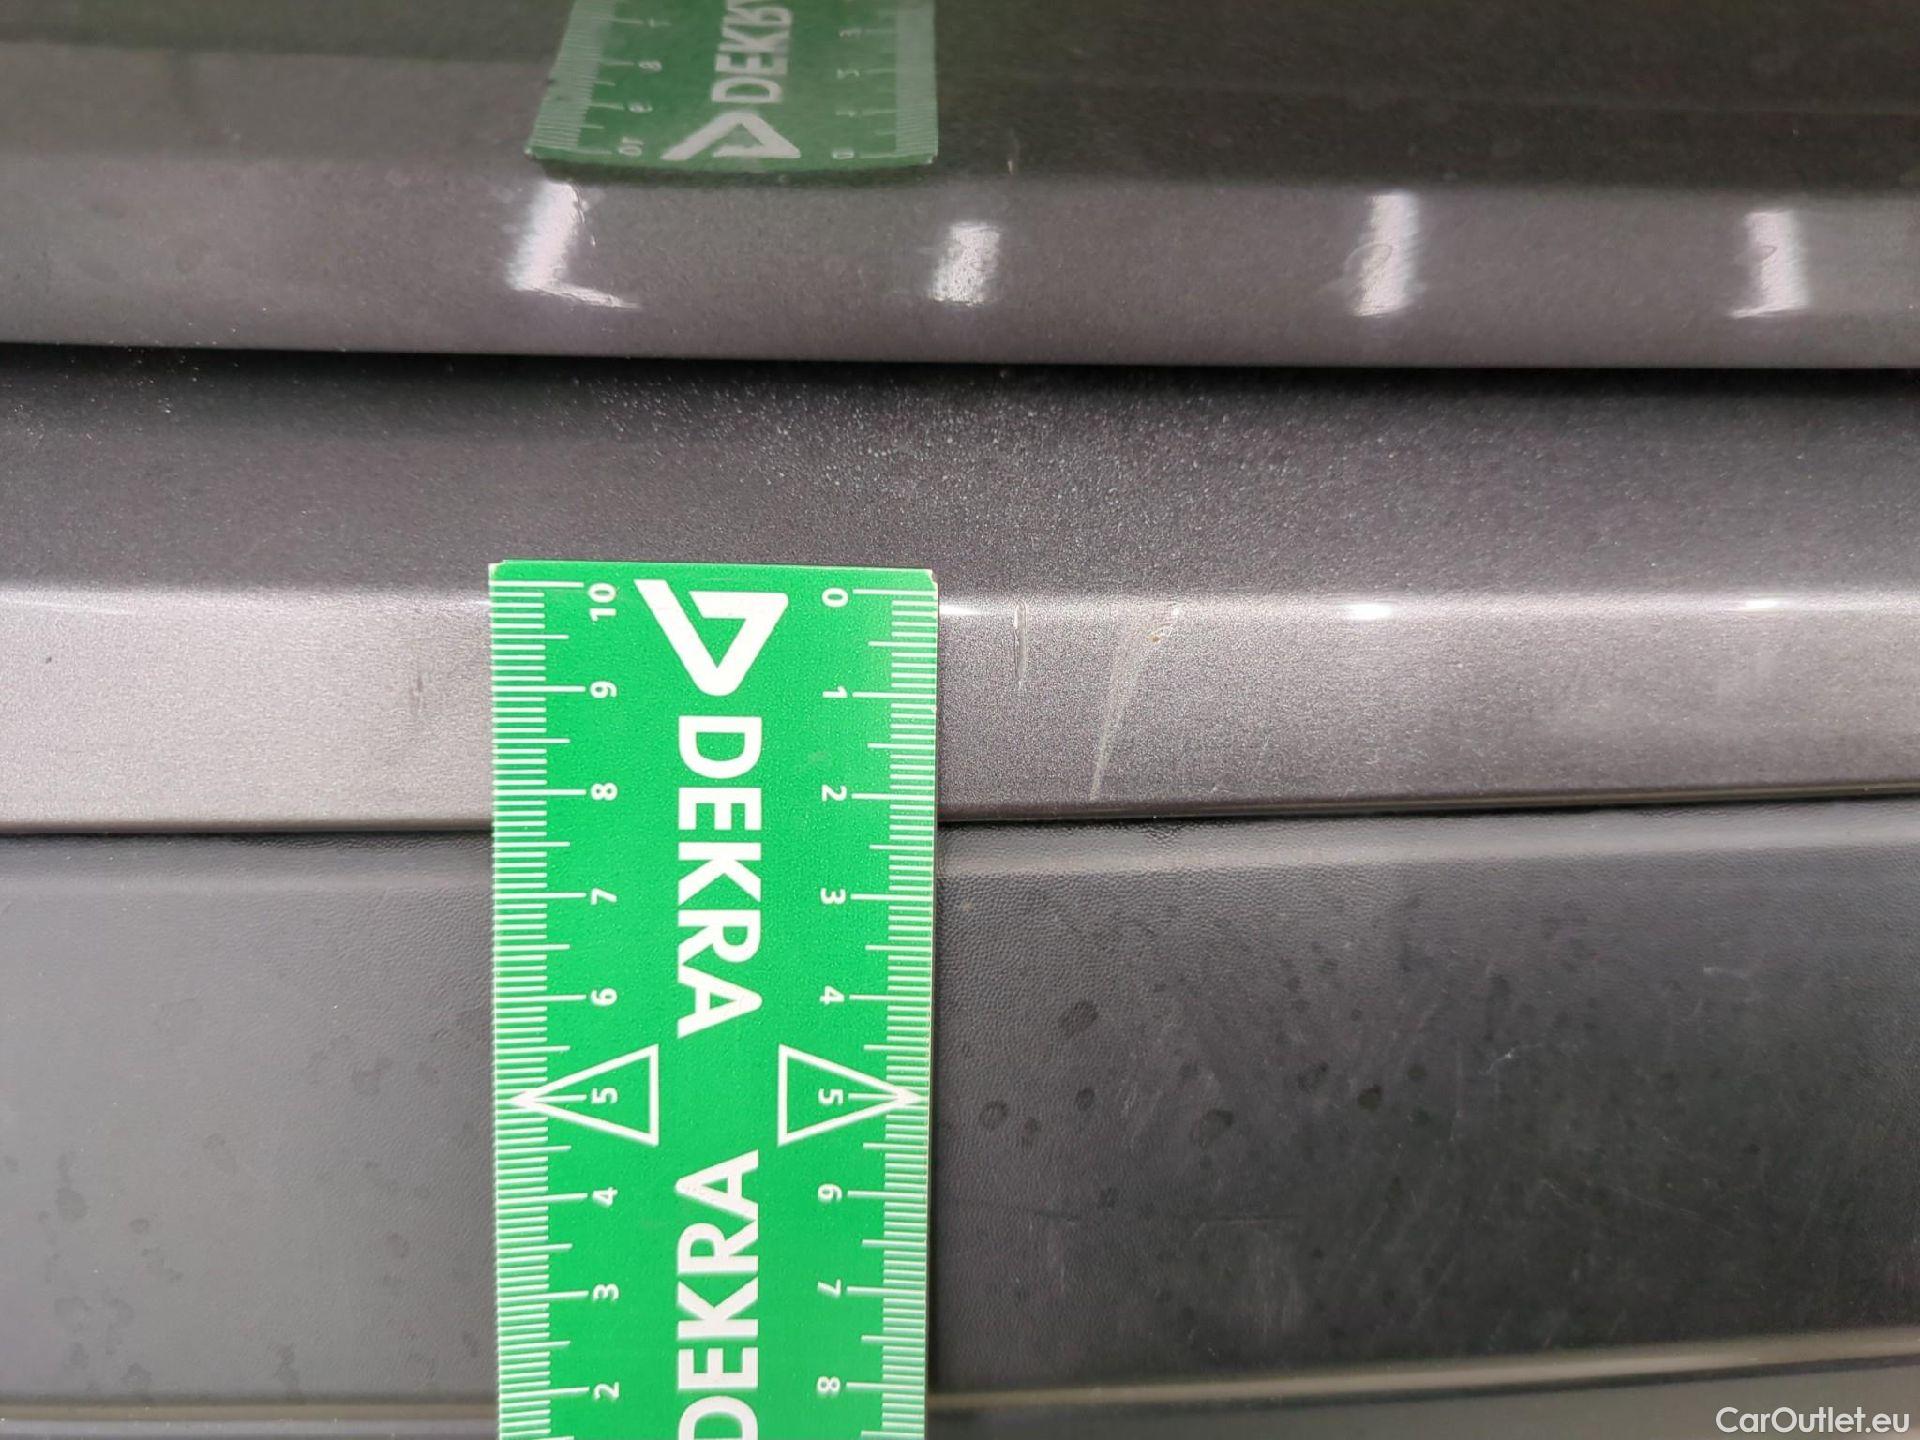 DEKRA
10 9 8 7 6 5 4 3 2
DEKRA
DEKRA
0 1 2 3 4 5 6 7 8
CarOutlet.eu